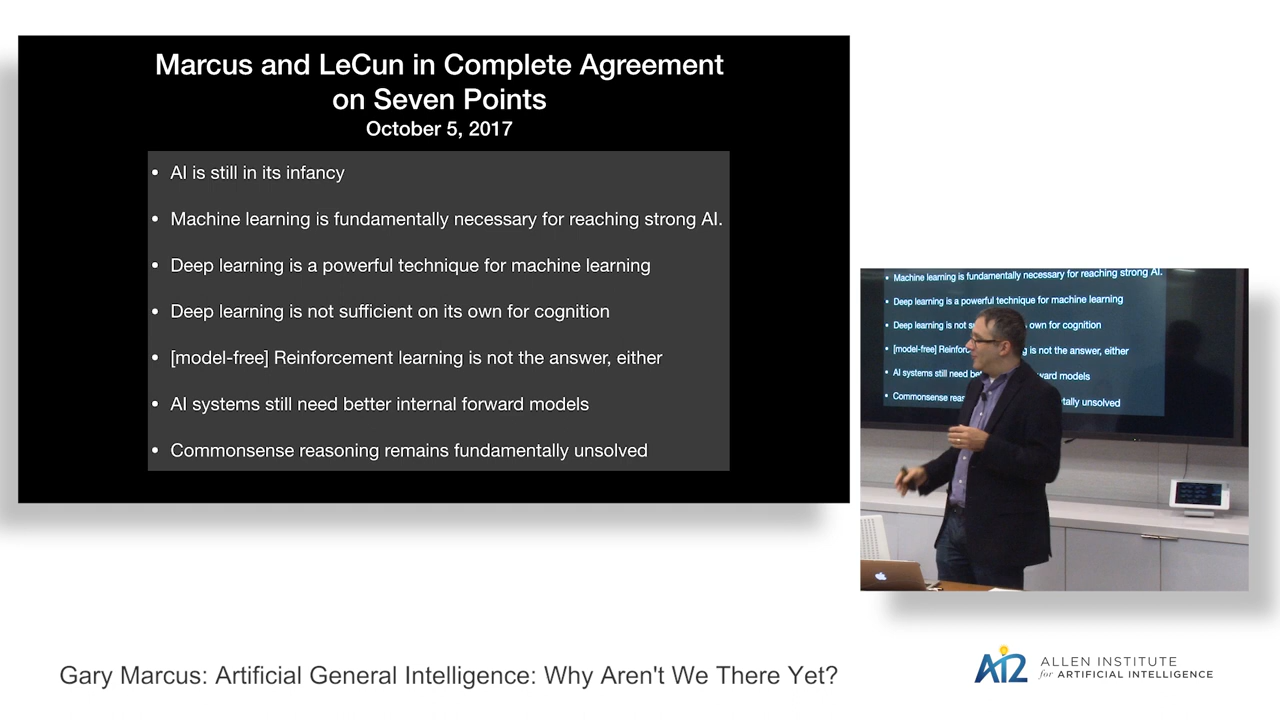 Marcus and LeCun in Complete Agreement
on Seven Points
October 5, 2017
• AI is still in its infancy
• Machine learning is fundamentally necessary for reaching strong AI.
• Deep learning is a powerful technique for machine learning
• Deep learning is not sufficient on its own for cognition
• [model-free] Reinforcement learning is not the answer, either
• AI systems still need better internal forward models
• Commonsense reasoning remains fundamentally unsolved
• Machine learning is fundamentally necessary for reaching strong AI.
• Deep learning is a powerful technique for machine learning
• Deep learning is not own for cognition
• [model-free] is not the answer, either
• AI systems still need models
• Commonsense unsolved
Gary Marcus: Artificial General Intelligence: Why Aren't We There Yet?
AI2
ALLEN INSTITUTE
for ARTIFICIAL INTELLIGENCE